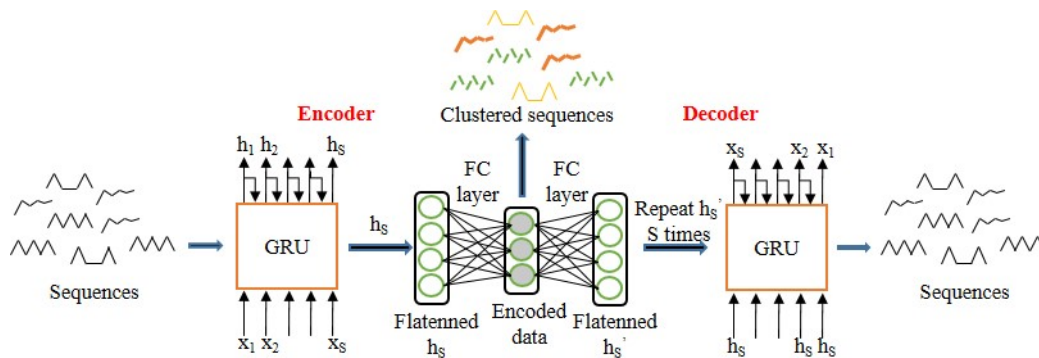 Clustered sequences
Encoder
Decoder
h1 h2 hS
xS x2 x1
FC
layer
FC
layer
hS
Repeat hS'
S times
GRU
GRU
Sequences
Sequences
x1 x2 xS
Flatenned
hS
Encoded
data
Flatenned
hS'
hS hS hS